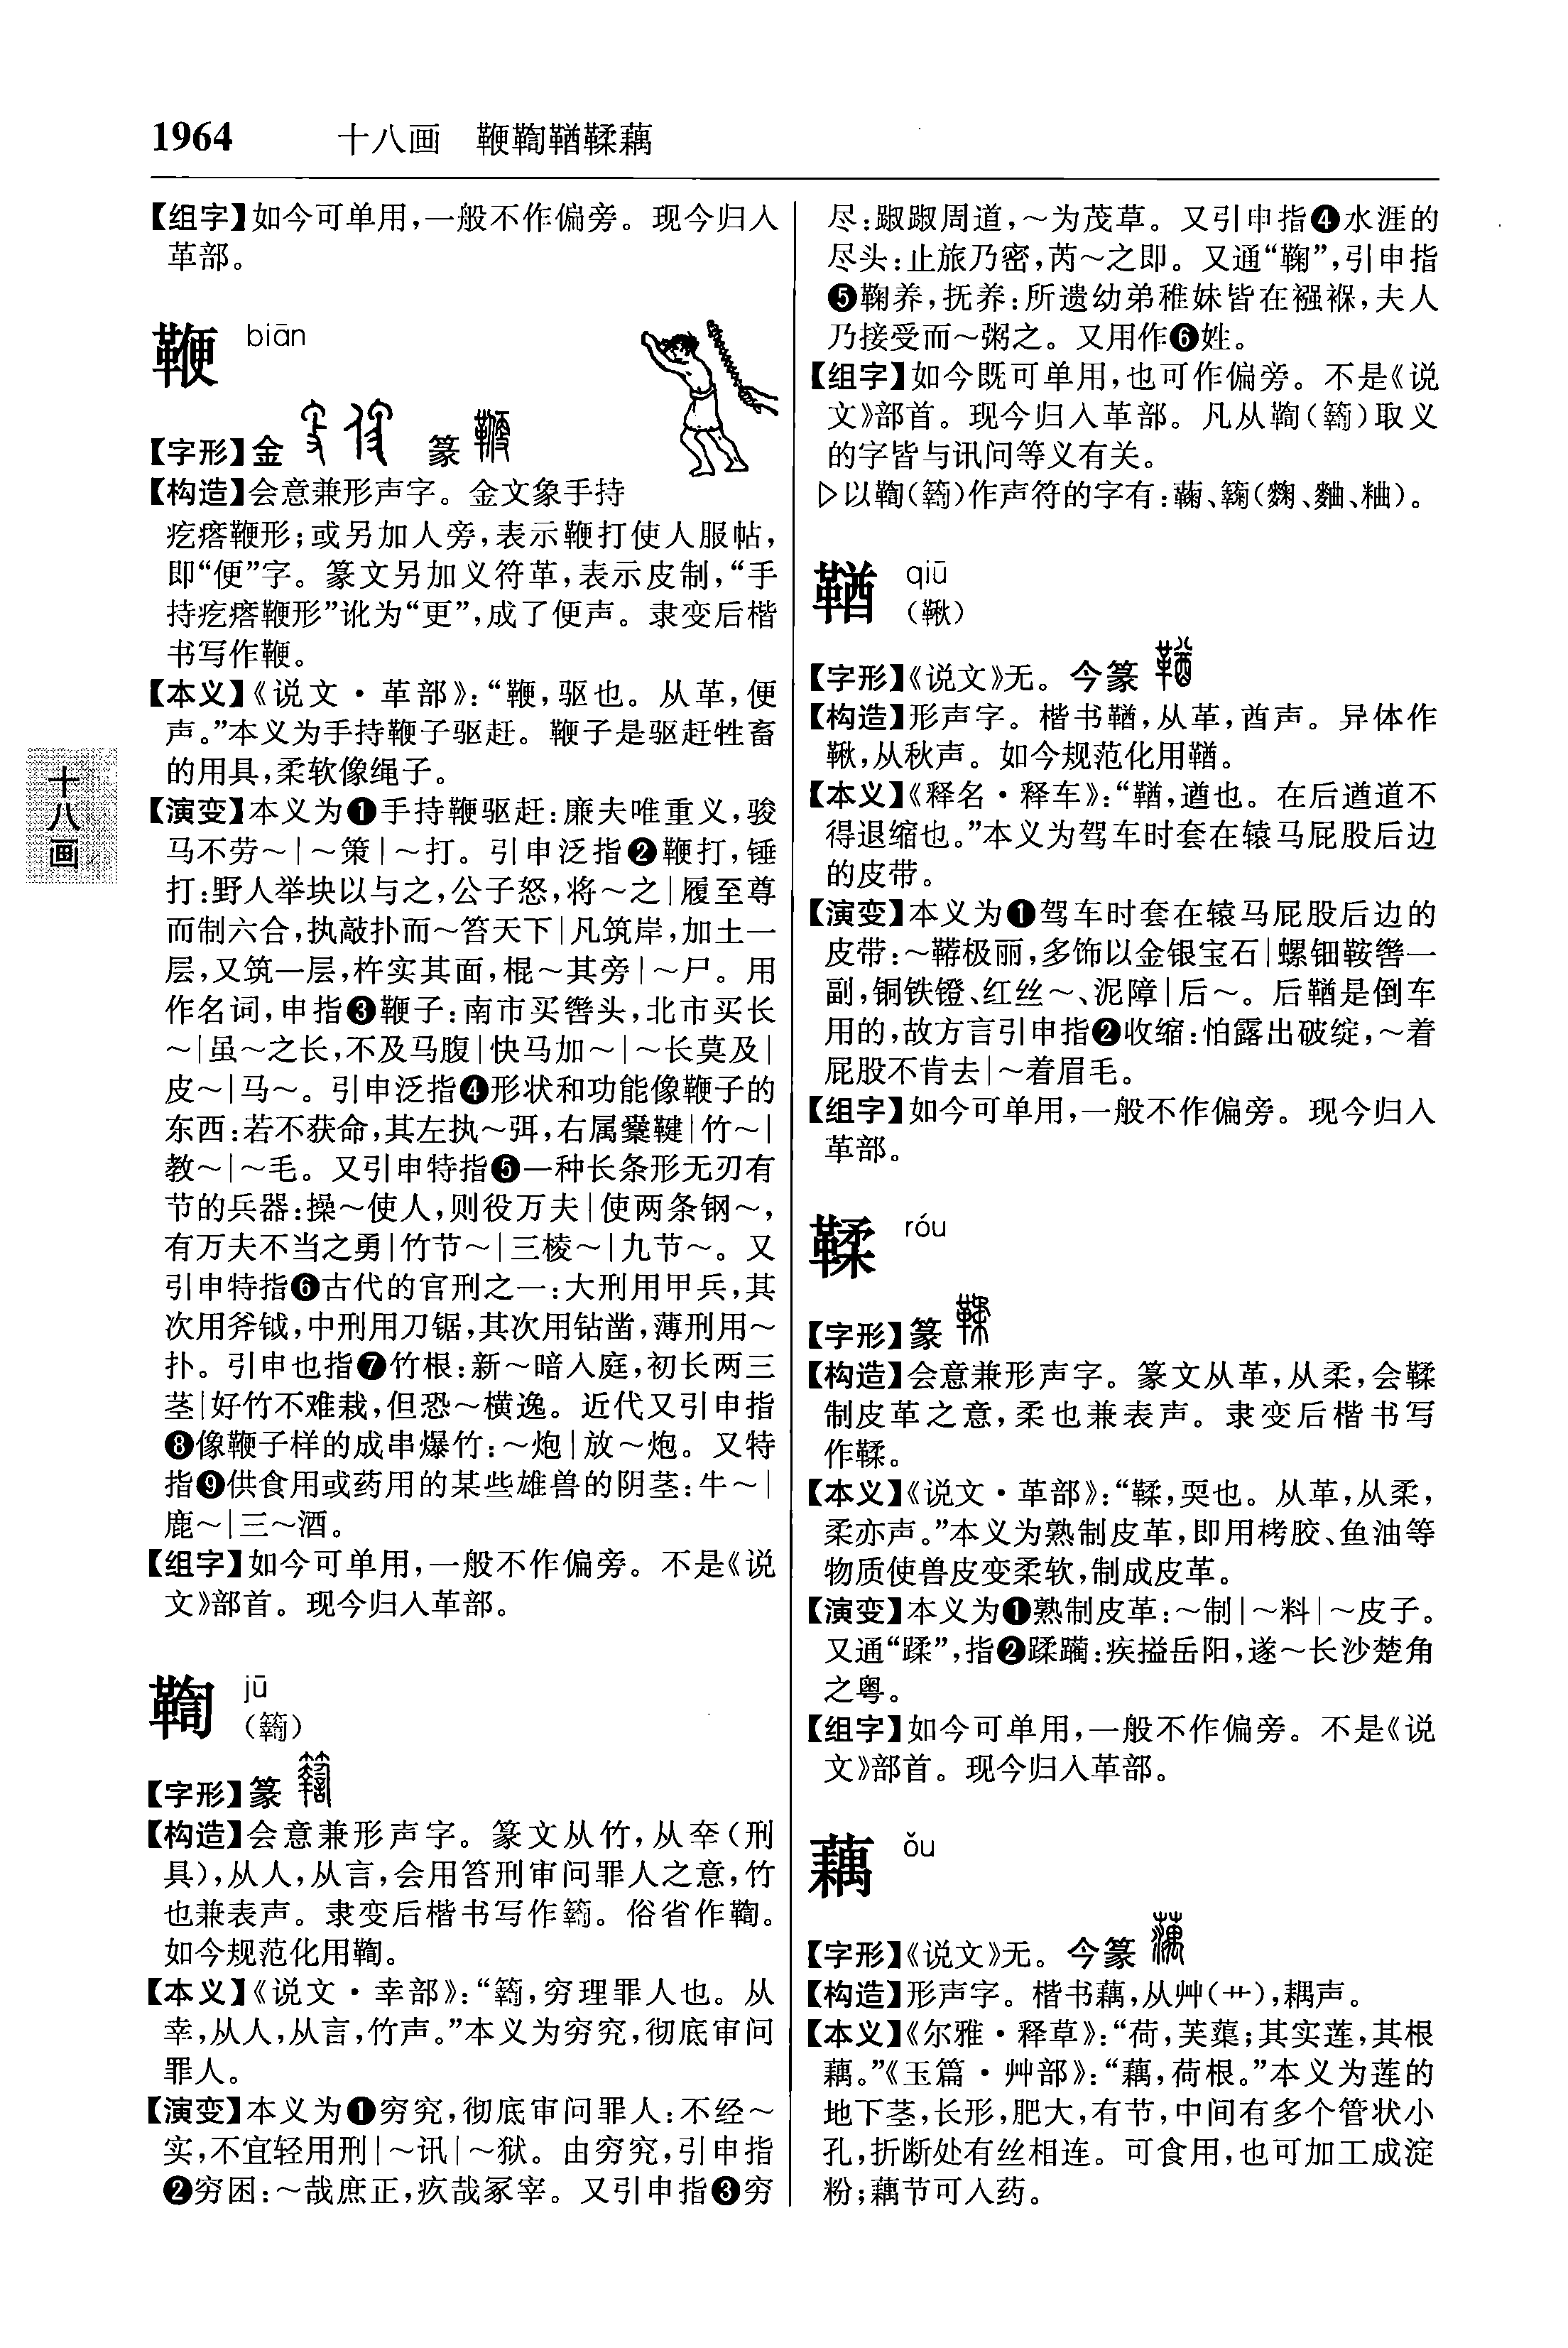 1964 十八画 鞭鞫鞧鞣藕
【组字】如今可单用,一般不作偏旁。现今归入
革部。
鞭 biān
【字形】金 篆
【构造】会意兼形声字。金文象手持
疙瘩鞭形;或另加人旁,表示鞭打使人服帖,
即“便”字。篆文另加义符革,表示皮制,“手
持疙瘩鞭形”讹为“更”,成了便声。隶变后楷
书写作鞭。
【本义】《说文·革部》:“鞭,驱也。从革,便
声。”本义为手持鞭子驱赶。鞭子是驱赶牲畜
的用具,柔软像绳子。
【演变】本义为❶手持鞭驱赶:廉夫唯重义,骏
马不劳～|～策|～打。引申泛指❷鞭打,锤
打:野人举块以与之,公子怒,将～之|履至尊
而制六合,执敲扑而～笞天下|凡筑岸,加土一
层,又筑一层,杵实其面,棍～其旁|～尸。用
作名词,申指❸鞭子:南市买辔头,北市买长
～|虽～之长,不及马腹|快马加～|～长莫及|
皮～|马～。引申泛指❹形状和功能像鞭子的
东西:若不获命,其左执～弭,右属櫜鞬|竹～|
教～|～毛。又引申特指❺一种长条形无刃有
节的兵器:操～使人,则役万夫|使两条钢～,
有万夫不当之勇|竹节～|三棱～|九节～。又
引申特指❻古代的官刑之一:大刑用甲兵,其
次用斧钺,中刑用刀锯,其次用钻凿,薄刑用～
扑。引申也指❼竹根:新～暗入庭,初长两三
茎|好竹不难栽,但恐～横逸。近代又引申指
❽像鞭子样的成串爆竹:～炮|放～炮。又特
指❾供食用或药用的某些雄兽的阴茎:牛～|
鹿～|三～酒。
【组字】如今可单用,一般不作偏旁。不是《说
文》部首。现今归入革部。
鞫 jū
(䉤)
【字形】篆
【构造】会意兼形声字。篆文从竹,从㚔(刑
具),从人,从言,会用笞刑审问罪人之意,竹
也兼表声。隶变后楷书写作䉤。俗省作鞫。
如今规范化用鞫。
【本义】《说文·幸部》:“䉤,穷理罪人也。从
幸,从人,从言,竹声。”本义为穷究,彻底审问
罪人。
【演变】本义为❶穷究,彻底审问罪人:不经～
实,不宜轻用刑|～讯|～狱。由穷究,引申指
❷穷困:～哉庶正,疚哉冢宰。又引申指❸穷
尽:踧踧周道,～为茂草。又引申指❹水涯的
尽头:止旅乃密,芮～之即。又通“鞠”,引申指
❺鞠养,抚养:所遗幼弟稚妹皆在襁褓,夫人
乃接受而～粥之。又用作❻姓。
【组字】如今既可单用,也可作偏旁。不是《说
文》部首。现今归入革部。凡从鞫(䉤)取义
的字皆与讯问等义有关。
▷以鞫(䉤)作声符的字有:
鞧 qiū
(鞦)
【字形】《说文》无。今篆
【构造】形声字。楷书鞧,从革,酋声。异体作
鞦,从秋声。如今规范化用鞧。
【本义】《释名·释车》:“鞧,遒也。在后遒道不
得退缩也。”本义为驾车时套在辕马屁股后边
的皮带。
【演变】本义为❶驾车时套在辕马屁股后边的
皮带:～鞯极丽,多饰以金银宝石|螺钿鞍辔一
副,铜铁镫、红丝～、泥障|后～。后鞧是倒车
用的,故方言引申指❷收缩:怕露出破绽,～着
屁股不肯去|～着眉毛。
【组字】如今可单用,一般不作偏旁。现今归入
革部。
鞣 róu
【字形】篆
【构造】会意兼形声字。篆文从革,从柔,会鞣
制皮革之意,柔也兼表声。隶变后楷书写
作鞣。
【本义】《说文·革部》:“鞣,耎也。从革,从柔,
柔亦声。”本义为熟制皮革,即用栲胶、鱼油等
物质使兽皮变柔软,制成皮革。
【演变】本义为❶熟制皮革:～制|～料|～皮子。
又通“蹂”,指❷蹂躏:疾搤岳阳,遂～长沙楚角
之粤。
【组字】如今可单用,一般不作偏旁。不是《说
文》部首。现今归入革部。
藕 ǒu
【字形】《说文》无。今篆
【构造】形声字。楷书藕,从艸(艹),耦声。
【本义】《尔雅·释草》:“荷,芙蕖;其实莲,其根
藕。”《玉篇·艸部》:“藕,荷根。”本义为莲的
地下茎,长形,肥大,有节,中间有多个管状小
孔,折断处有丝相连。可食用,也可加工成淀
粉;藕节可入药。
十八画